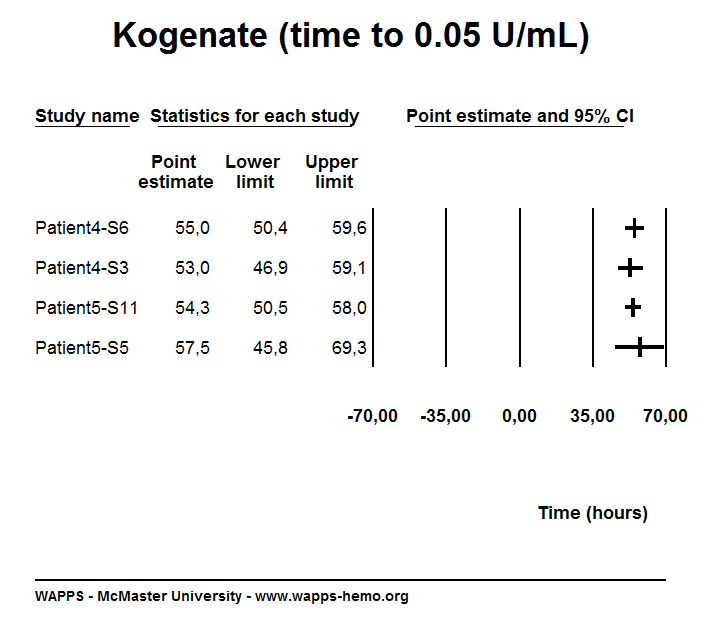 Kogenate (time to 0.05 U/mL)
Study name Statistics for each study Point estimate and 95% CI
Point Lower Upper
estimate limit limit
Patient4-S6 55,0 50,4 59,6
Patient4-S3 53,0 46,9 59,1
Patient5-S11 54,3 50,5 58,0
Patient5-S5 57,5 45,8 69,3
-70,00 -35,00 0,00 35,00 70,00
Time (hours)
WAPPS - McMaster University - www.wapps-hemo.org